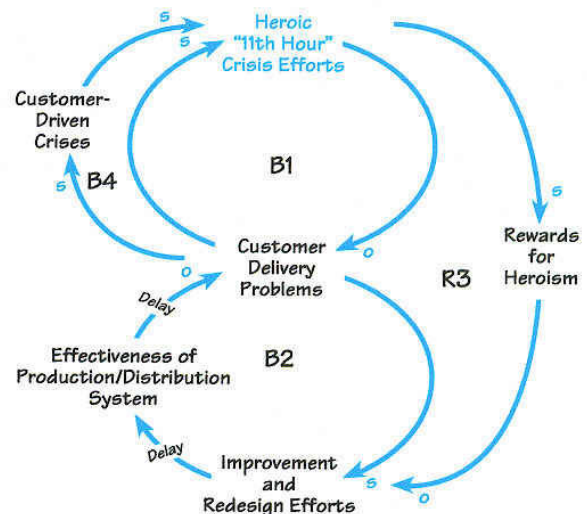 S
S
Heroic
"11th Hour"
Crisis Efforts
Customer-
Driven
Crises
S
B4
B1
S
Rewards
for
Heroism
O
Customer
Delivery
Problems
O
R3
Delay
Effectiveness of
Production/Distribution
System
B2
Delay
Improvement
and
Redesign Efforts
S
O